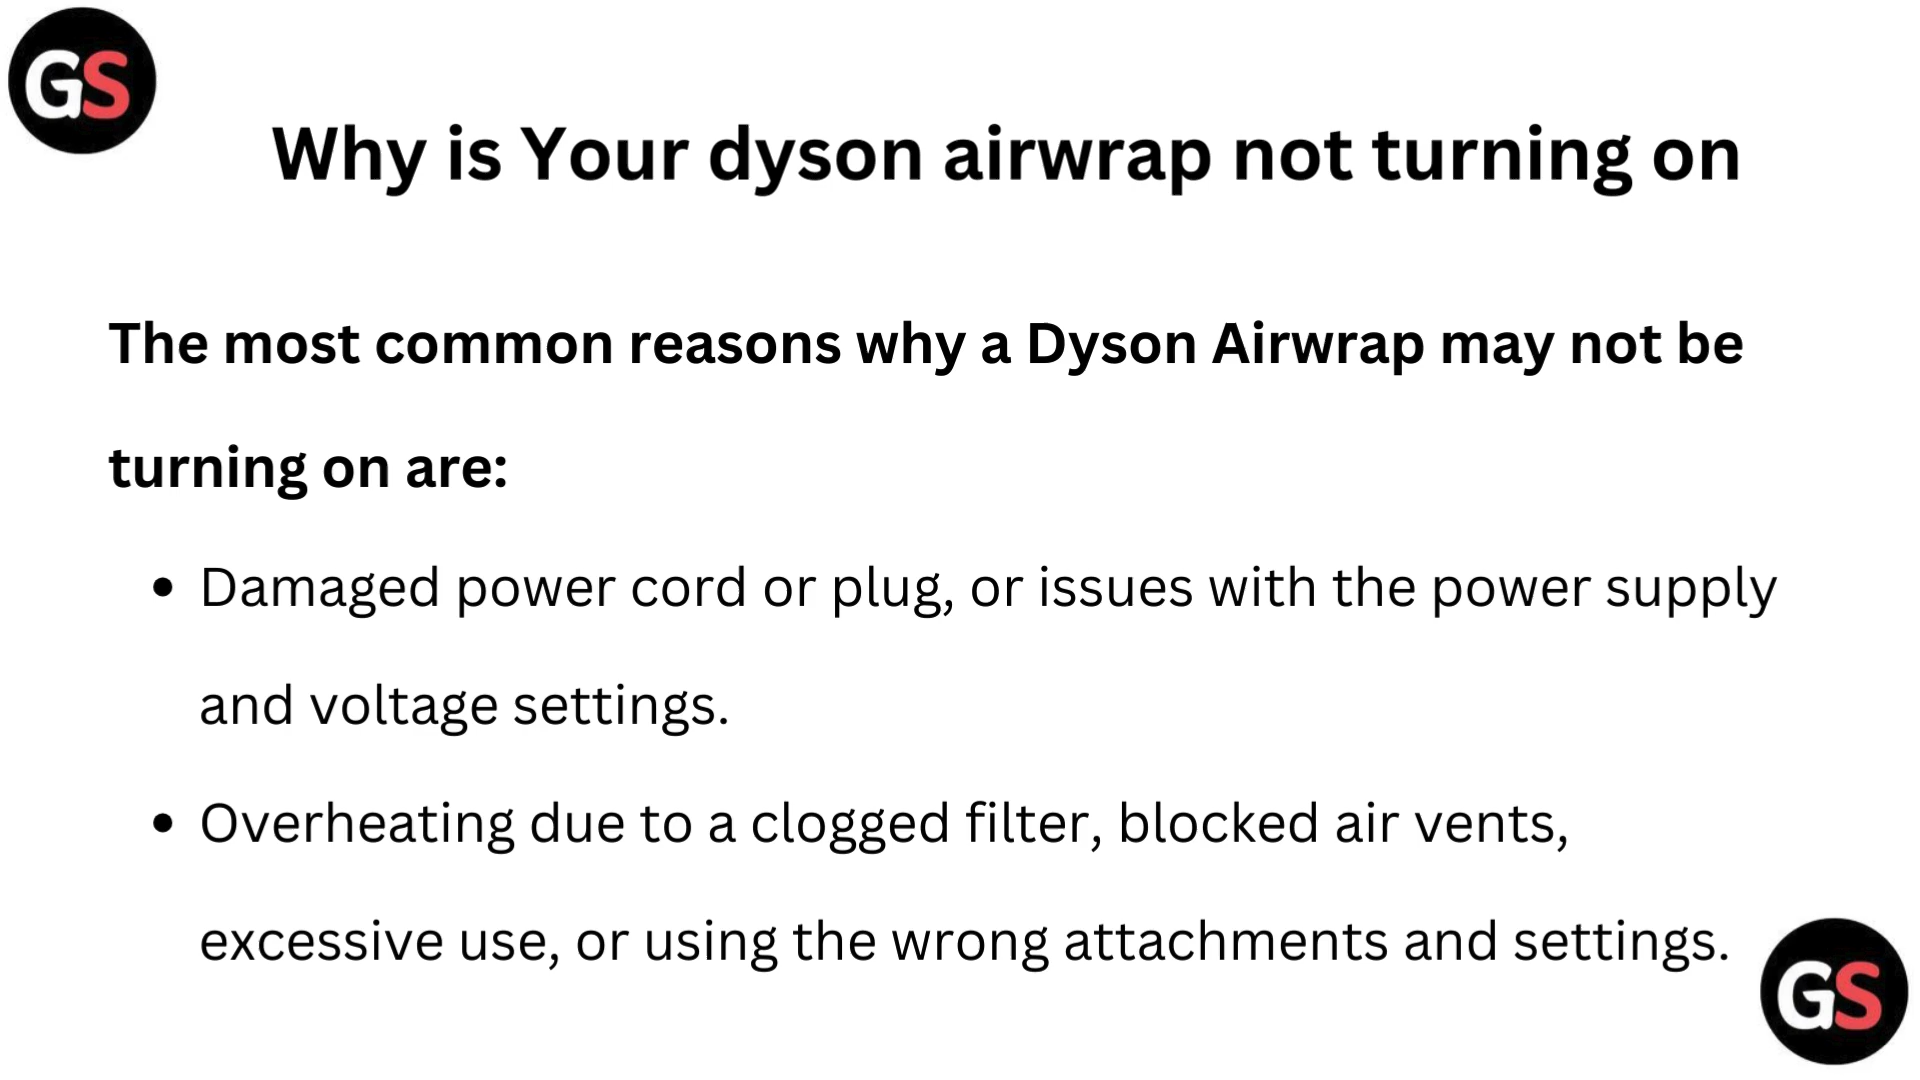 GS
Why is Your dyson airwrap not turning on
The most common reasons why a Dyson Airwrap may not be
turning on are:
• Damaged power cord or plug, or issues with the power supply
and voltage settings.
• Overheating due to a clogged filter, blocked air vents,
excessive use, or using the wrong attachments and settings.
GS